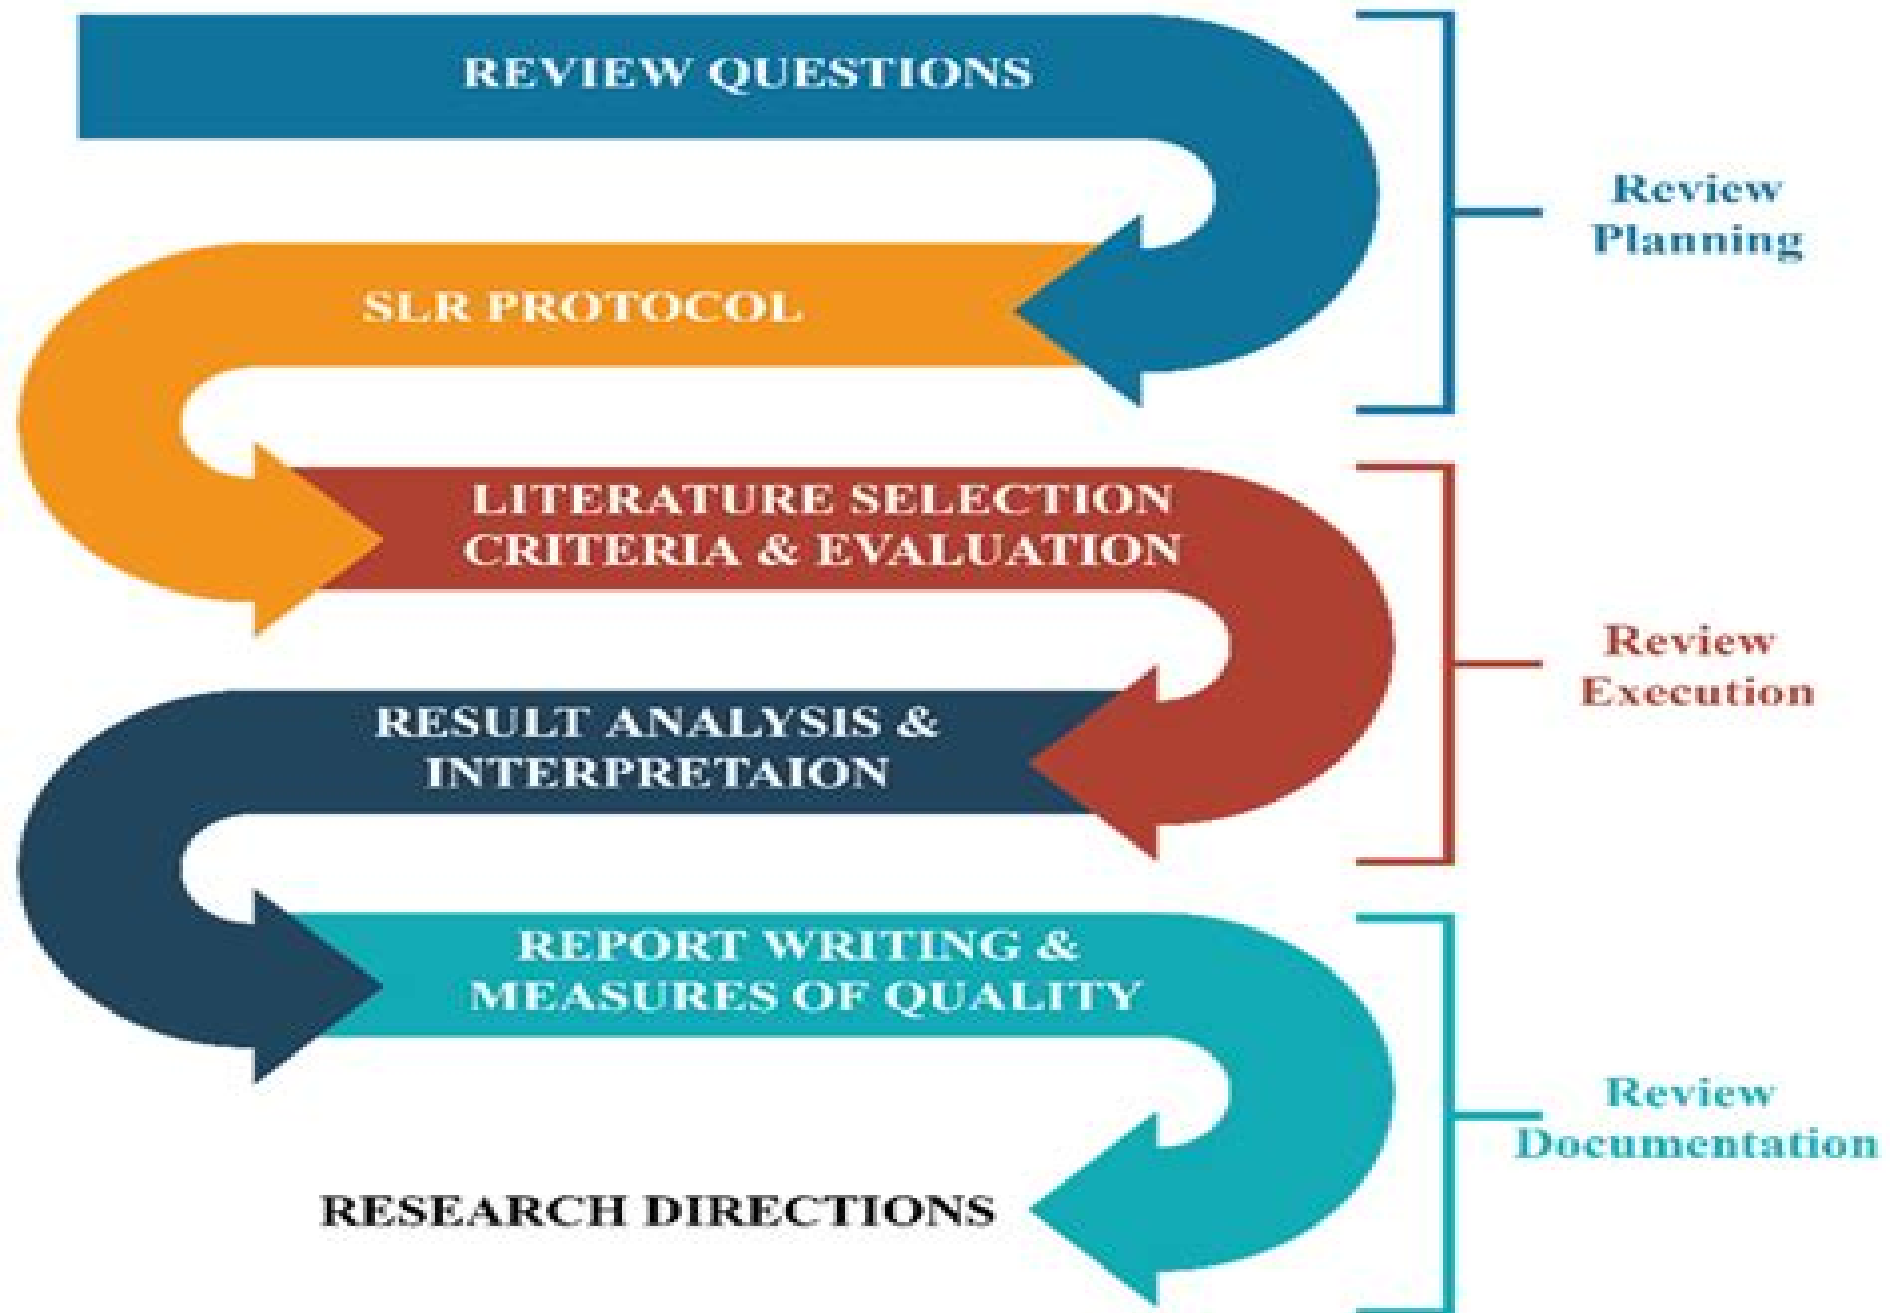 REVIEW QUESTIONS
Review
Planning
SLR PROTOCOL
LITERATURE SELECTION
CRITERIA & EVALUATION
Review
Execution
RESULT ANALYSIS &
INTERPRETAION
REPORT WRITING &
MEASURES OF QUALITY
Review
Documentation
RESEARCH DIRECTIONS